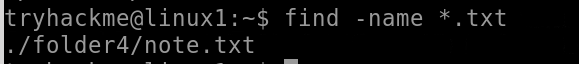 tryhackme@linux1:~$ find -name *.txt
./folder4/note.txt